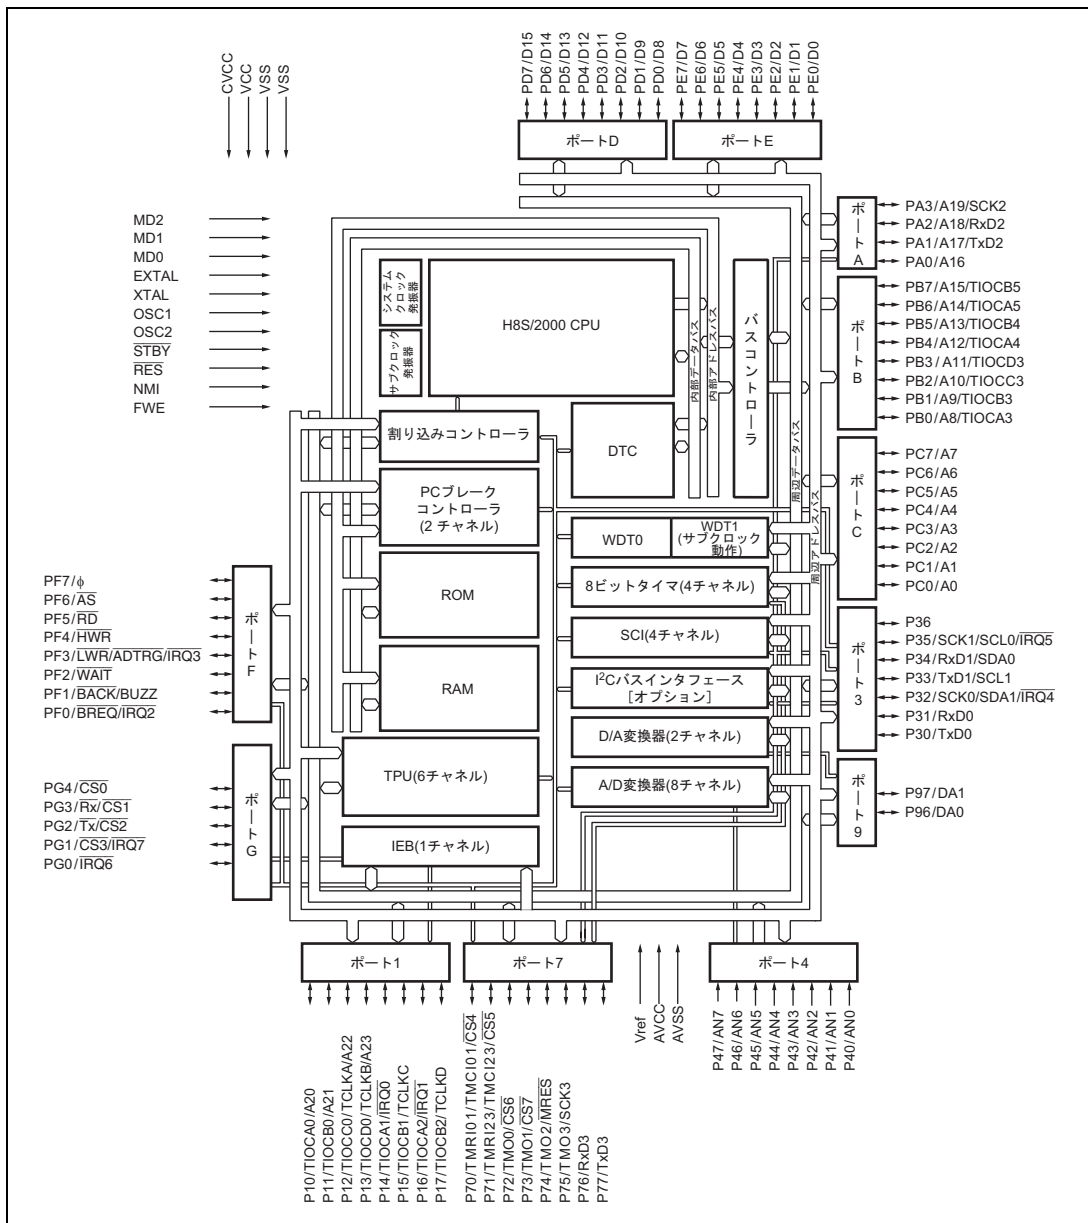 CVCC
VCC
VSS
VSS
PD7/D15
PD6/D14
PD5/D13
PD4/D12
PD3/D11
PD2/D10
PD1/D9
PD0/D8
PE7/D7
PE6/D6
PE5/D5
PE4/D4
PE3/D3
PE2/D2
PE1/D1
PE0/D0
ポートD
ポートE
MD2
MD1
MD0
EXTAL
XTAL
OSC1
OSC2
STBY
RES
NMI
FWE
システム
クロック
発振器
サブクロック
発振器
H8S/2000 CPU
内部データバス
内部アドレスバス
バスコントローラ
周辺データバス
周辺アドレスバス
ポートA
PA3/A19/SCK2
PA2/A18/RxD2
PA1/A17/TxD2
PA0/A16
ポートB
PB7/A15/TIOCB5
PB6/A14/TIOCA5
PB5/A13/TIOCB4
PB4/A12/TIOCA4
PB3/A11/TIOCD3
PB2/A10/TIOCC3
PB1/A9/TIOCB3
PB0/A8/TIOCA3
割り込みコントローラ
DTC
PCブレーク
コントローラ
(2 チャネル)
ポートC
PC7/A7
PC6/A6
PC5/A5
PC4/A4
PC3/A3
PC2/A2
PC1/A1
PC0/A0
WDT0
WDT1
(サブクロック
動作)
ROM
8ビットタイマ(4チャネル)
SCI(4チャネル)
RAM
I²Cバスインタフェース
［オプション］
D/A変換器(2チャネル)
TPU(6チャネル)
A/D変換器(8チャネル)
IEB(1チャネル)
PF7/φ
PF6/AS
PF5/RD
PF4/HWR
PF3/LWR/ADTRG/IRQ3
PF2/WAIT
PF1/BACK/BUZZ
PF0/BREQ/IRQ2
ポートF
ポート3
P36
P35/SCK1/SCL0/IRQ5
P34/RxD1/SDA0
P33/TxD1/SCL1
P32/SCK0/SDA1/IRQ4
P31/RxD0
P30/TxD0
PG4/CS0
PG3/Rx/CS1
PG2/Tx/CS2
PG1/CS3/IRQ7
PG0/IRQ6
ポートG
ポート9
P97/DA1
P96/DA0
ポート1
ポート7
ポート4
P10/TIOCA0/A20
P11/TIOCB0/A21
P12/TIOCC0/TCLKA/A22
P13/TIOCD0/TCLKB/A23
P14/TIOCA1/IRQ0
P15/TIOCB1/TCLKC
P16/TIOCA2/IRQ1
P17/TIOCB2/TCLKD
P70/TMRI01/TMCI01/CS4
P71/TMRI23/TMCI23/CS5
P72/TMO0/CS6
P73/TMO1/CS7
P74/TMO2/MRES
P75/TMO3/SCK3
P76/RxD3
P77/TxD3
Vref
AVCC
AVSS
P47/AN7
P46/AN6
P45/AN5
P44/AN4
P43/AN3
P42/AN2
P41/AN1
P40/AN0